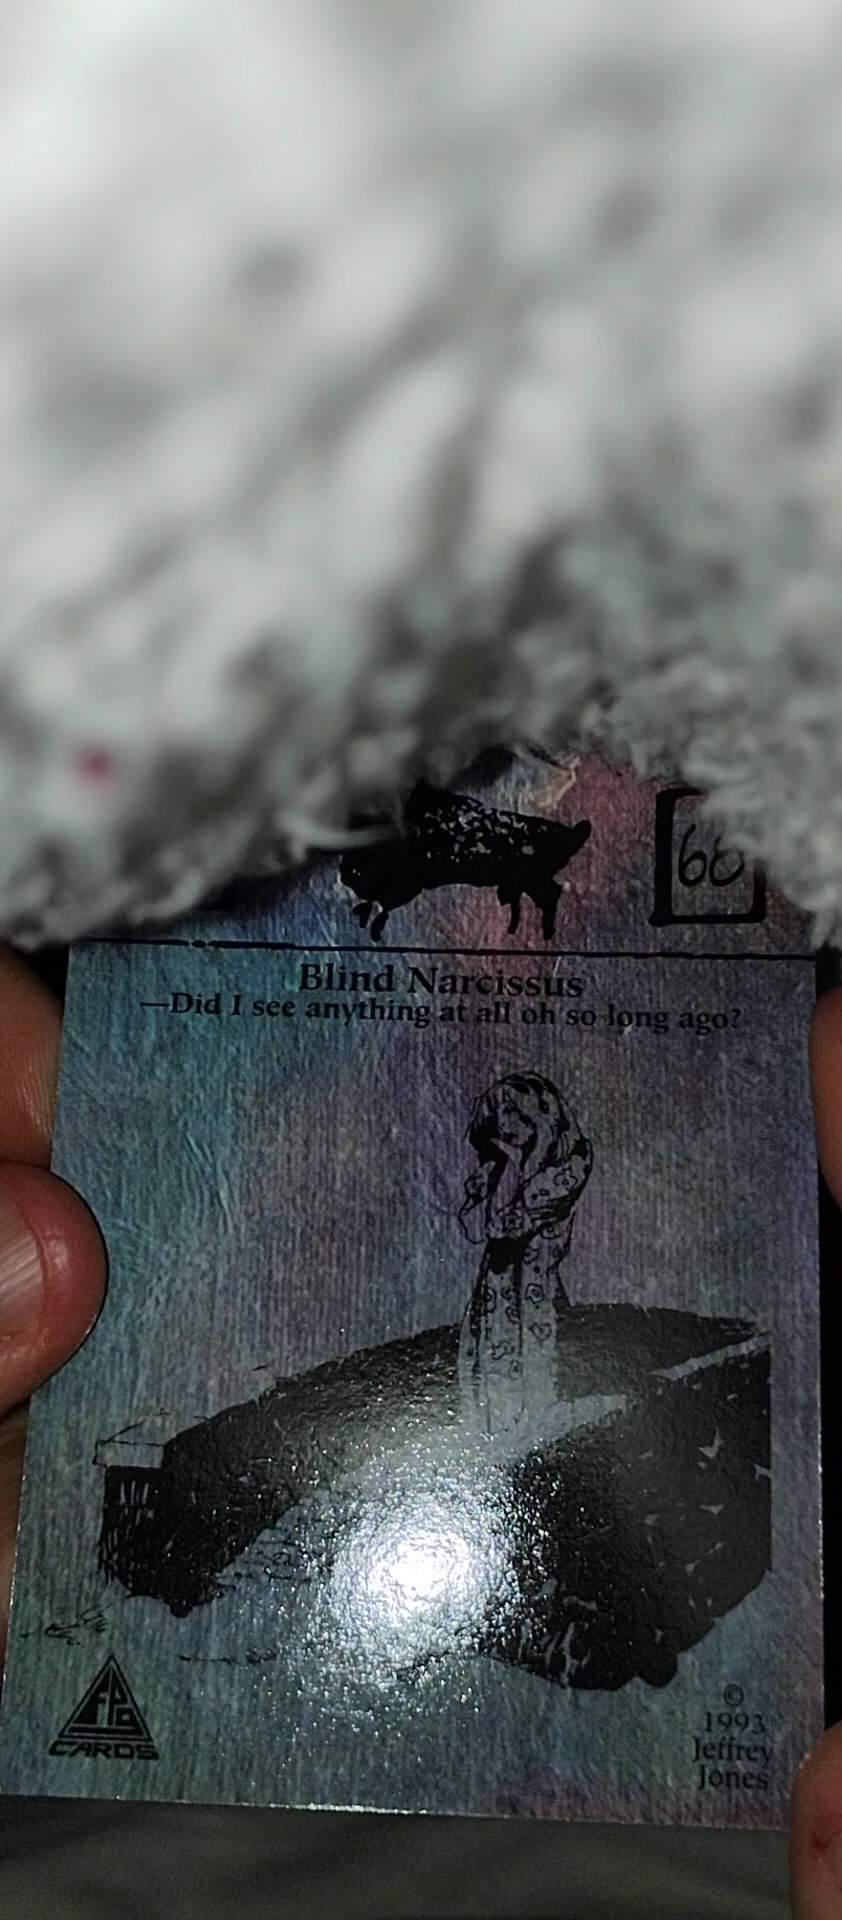 Blind Narcissus
—Did I see anything at all oh so long ago?
FPG
CARDS
©
1993
Jeffrey
Jones